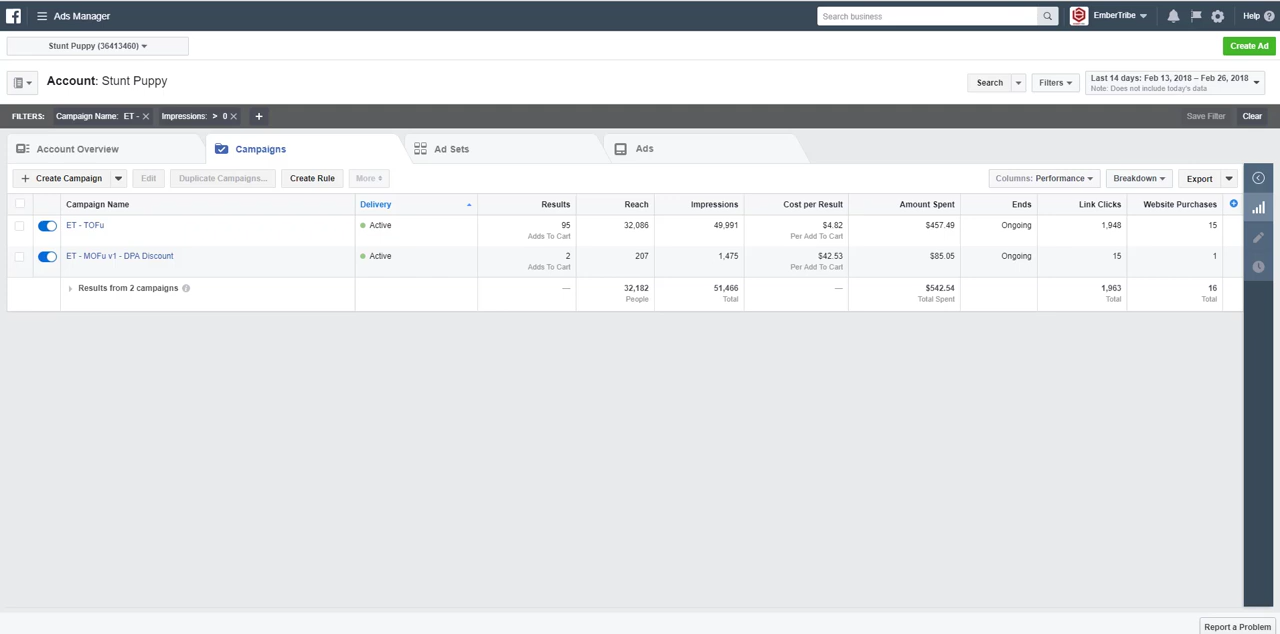 Ads Manager
Search business
EmberTribe
Help
Stunt Puppy (36413460)
Create Ad
Account: Stunt Puppy
Search
Filters
Last 14 days: Feb 13, 2018 – Feb 26, 2018
Note: Does not include today's data
FILTERS:
Campaign Name: ET -
Impressions: > 0
Save Filter
Clear
Account Overview
Campaigns
Ad Sets
Ads
Create Campaign
Edit
Duplicate Campaigns...
Create Rule
More
Columns: Performance
Breakdown
Export
Campaign Name Delivery Results Reach Impressions Cost per Result Amount Spent Ends Link Clicks Website Purchases
ET - TOFu Active 95 32,086 49,991 $4.82 $457.49 Ongoing 1,948 15
Adds To Cart Per Add To Cart
ET - MOFu v1 - DPA Discount Active 2 207 1,475 $42.53 $85.05 Ongoing 15 1
Adds To Cart Per Add To Cart
Results from 2 campaigns — 32,182 51,466 — $542.54 1,963 16
People Total Total Spent Total Total
Report a Problem